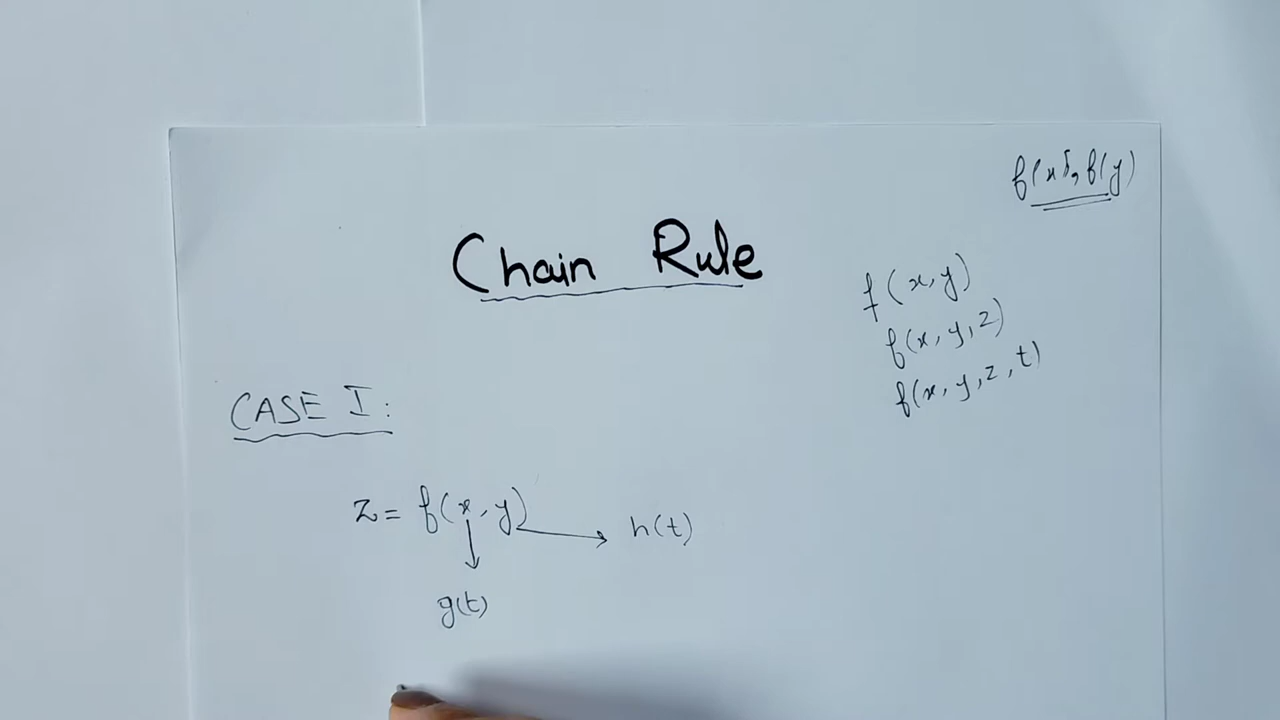 f(x), f(y)
Chain Rule
f(x,y)
f(x, y, z)
f(x, y, z, t)
CASE I:
z = f(x, y) → h(t)
↓
g(t)